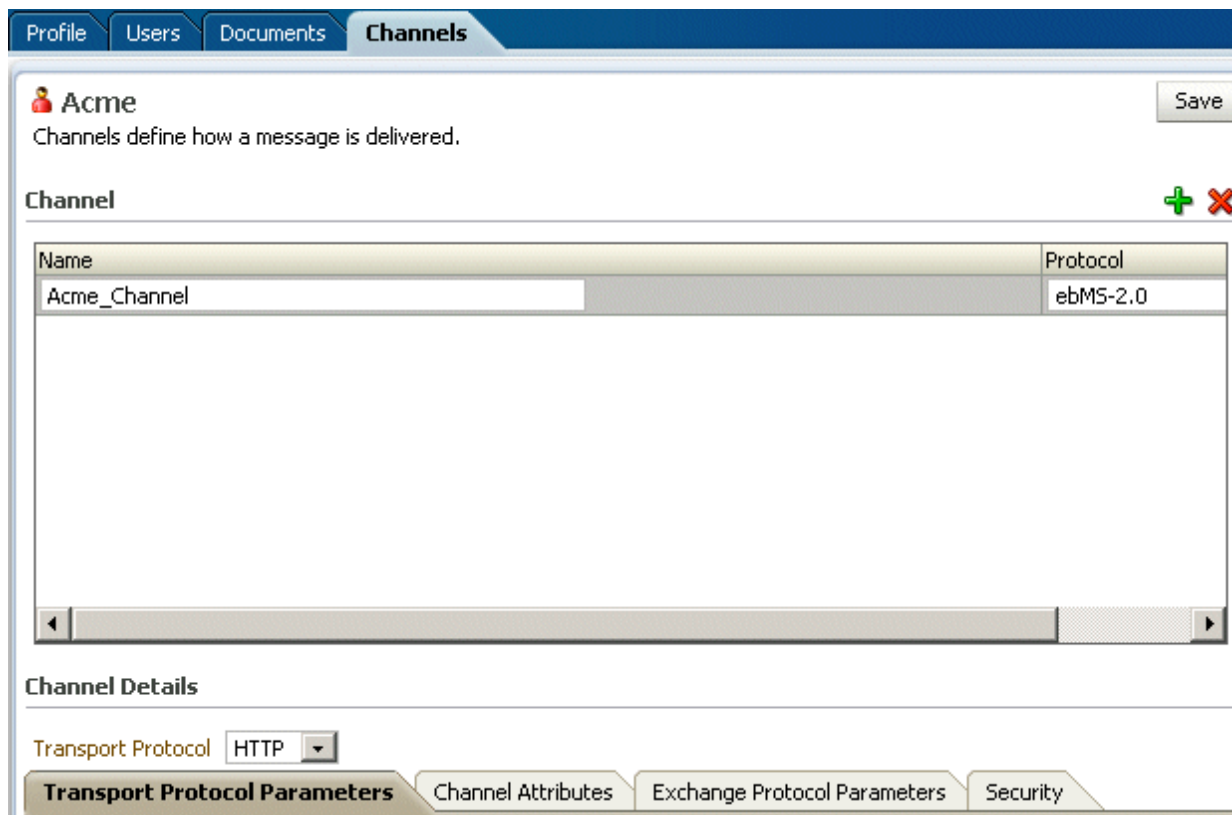 Profile Users Documents Channels
Acme
Save
Channels define how a message is delivered.
Channel
Name Protocol
Acme_Channel ebMS-2.0
Channel Details
Transport Protocol HTTP
Transport Protocol Parameters Channel Attributes Exchange Protocol Parameters Security